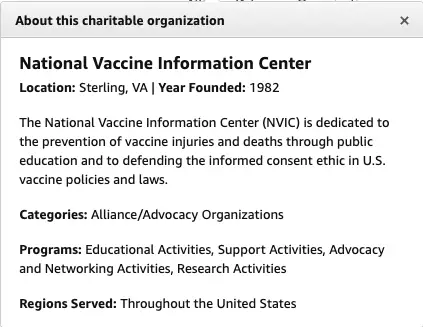 About this charitable organization
×
National Vaccine Information Center
Location: Sterling, VA | Year Founded: 1982
The National Vaccine Information Center (NVIC) is dedicated to
the prevention of vaccine injuries and deaths through public
education and to defending the informed consent ethic in U.S.
vaccine policies and laws.
Categories: Alliance/Advocacy Organizations
Programs: Educational Activities, Support Activities, Advocacy
and Networking Activities, Research Activities
Regions Served: Throughout the United States